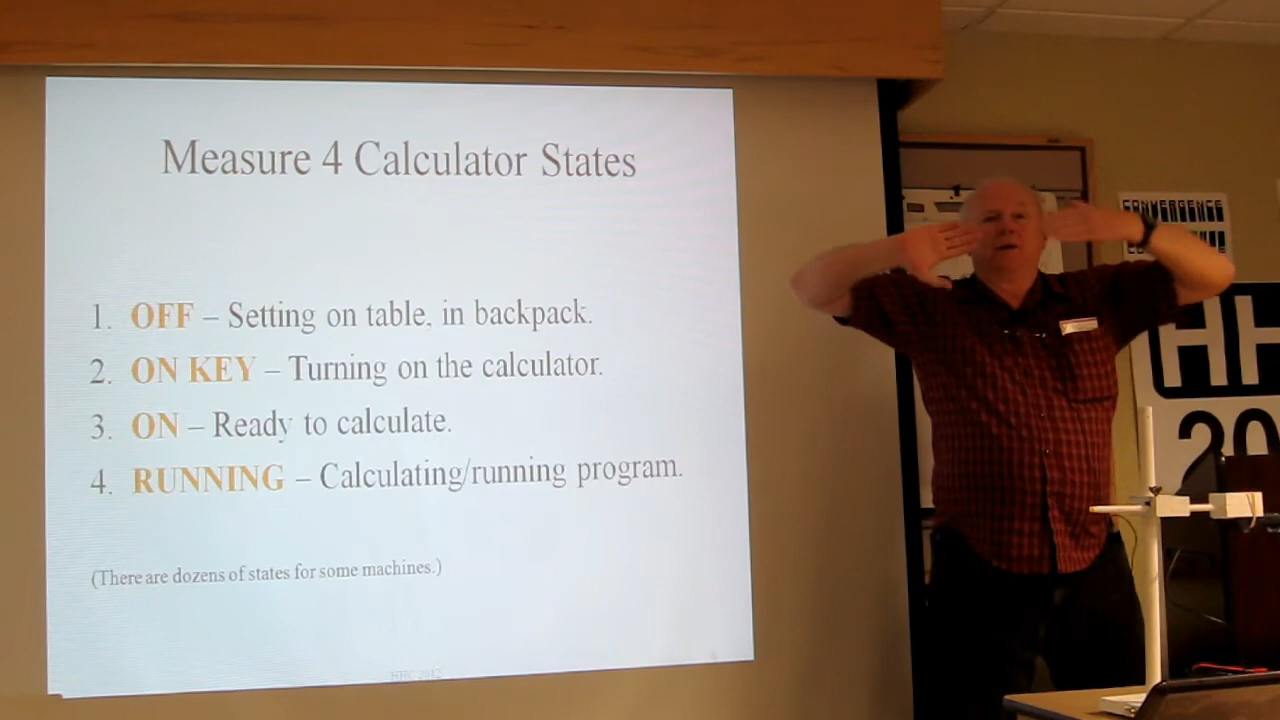 Measure 4 Calculator States
1. OFF – Setting on table, in backpack.
2. ON KEY – Turning on the calculator.
3. ON – Ready to calculate.
4. RUNNING – Calculating/running program.
(There are dozens of states for some machines.)
HHC 2012
CONVERGENCE
HH
20